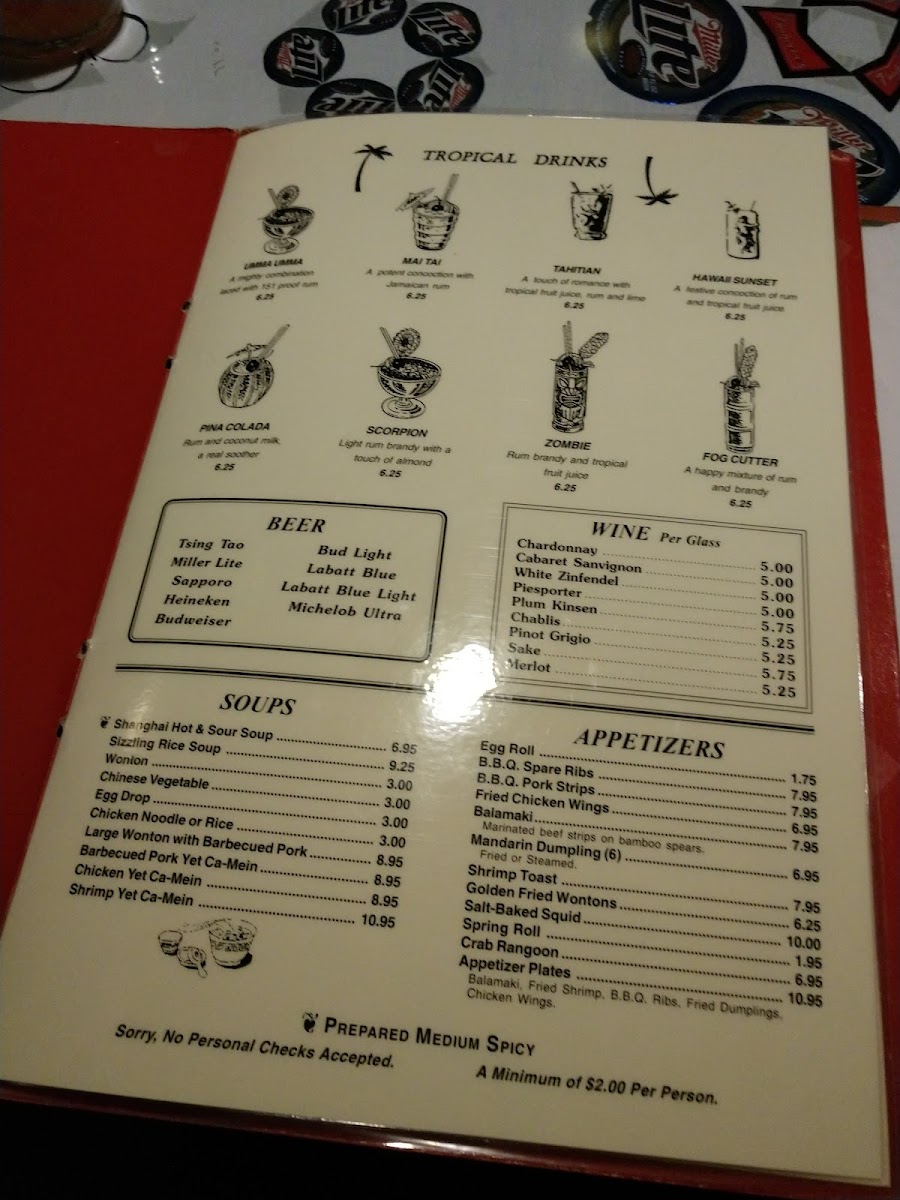 Lite
Lite
Lite
Lite
Lite
Miller
Lite
TROPICAL DRINKS
UMMA UMMA
A mighty combination
laced with 151 proof rum
6.25
MAI TAI
A potent concoction with
Jamaican rum
6.25
TAHITIAN
A touch of romance with
tropical fruit juice, rum and lime
6.25
HAWAII SUNSET
A festive concoction of rum
and tropical fruit juice
6.25
PINA COLADA
Rum and coconut milk,
a real soother
6.25
SCORPION
Light rum brandy with a
touch of almond
6.25
ZOMBIE
Rum brandy and tropical
fruit juice
6.25
FOG CUTTER
A happy mixture of rum
and brandy
6.25
BEER
Tsing Tao
Miller Lite
Sapporo
Heineken
Budweiser
Bud Light
Labatt Blue
Labatt Blue Light
Michelob Ultra
WINE Per Glass
Chardonnay 5.00
Cabaret Sanvignon 5.00
White Zinfendel 5.00
Piesporter 5.00
Plum Kinsen 5.75
Chablis 5.25
Pinot Grigio 5.25
Sake 5.75
Merlot 5.25
SOUPS
Shanghai Hot & Sour Soup 6.95
Sizzling Rice Soup 9.25
Wonton 3.00
Chinese Vegetable 3.00
Egg Drop 3.00
Chicken Noodle or Rice 3.00
Large Wonton with Barbecued Pork 8.95
Barbecued Pork Yet Ca-Mein 8.95
Chicken Yet Ca-Mein 8.95
Shrimp Yet Ca-Mein 10.95
APPETIZERS
Egg Roll 1.75
B.B.Q. Spare Ribs 7.95
B.B.Q. Pork Strips 7.95
Fried Chicken Wings 6.95
Balamaki 7.95
Marinated beef strips on bamboo spears.
Mandarin Dumpling (6) 6.95
Fried or Steamed.
Shrimp Toast 7.95
Golden Fried Wontons 6.25
Salt-Baked Squid 10.00
Spring Roll 1.95
Crab Rangoon 6.95
Appetizer Plates 10.95
Balamaki, Fried Shrimp, B.B.Q. Ribs, Fried Dumplings,
Chicken Wings.
PREPARED MEDIUM SPICY
Sorry, No Personal Checks Accepted.
A Minimum of $2.00 Per Person.